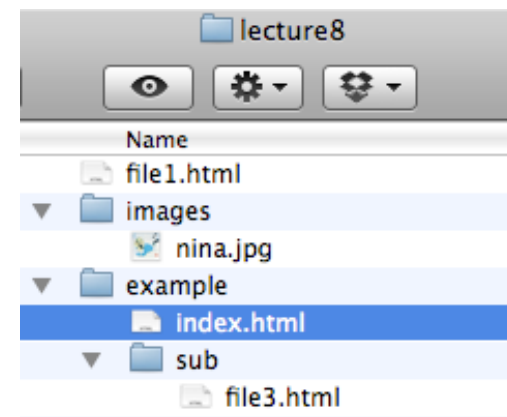 lecture8
Name
file1.html
images
nina.jpg
example
index.html
sub
file3.html